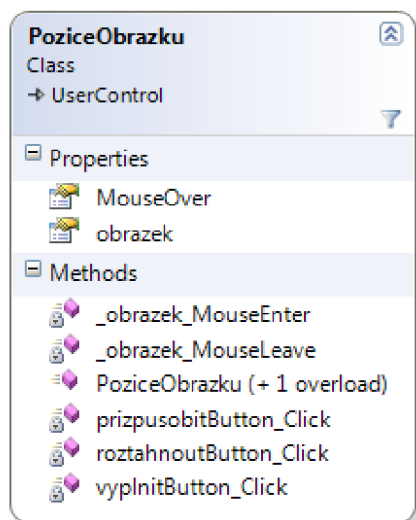 PoziceObrazku
Class
UserControl
Properties
MouseOver
obrazek
Methods
_obrazek_MouseEnter
_obrazek_MouseLeave
PoziceObrazku (+ 1 overload)
prizpusobitButton_Click
roztahnoutButton_Click
vyplnitButton_Click